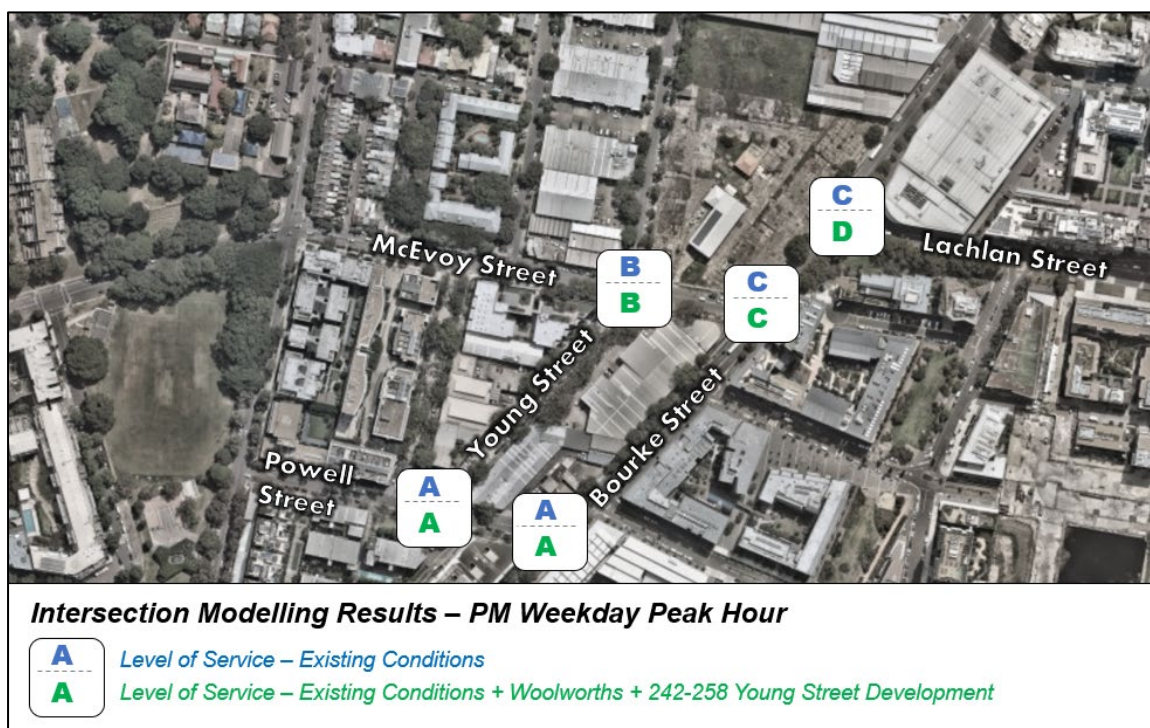 C
D
Lachlan Street
McEvoy Street
B
B
C
C
Young Street
Bourke Street
Powell
Street
A
A
A
A
Intersection Modelling Results – PM Weekday Peak Hour
A
Level of Service – Existing Conditions
A
Level of Service – Existing Conditions + Woolworths + 242-258 Young Street Development